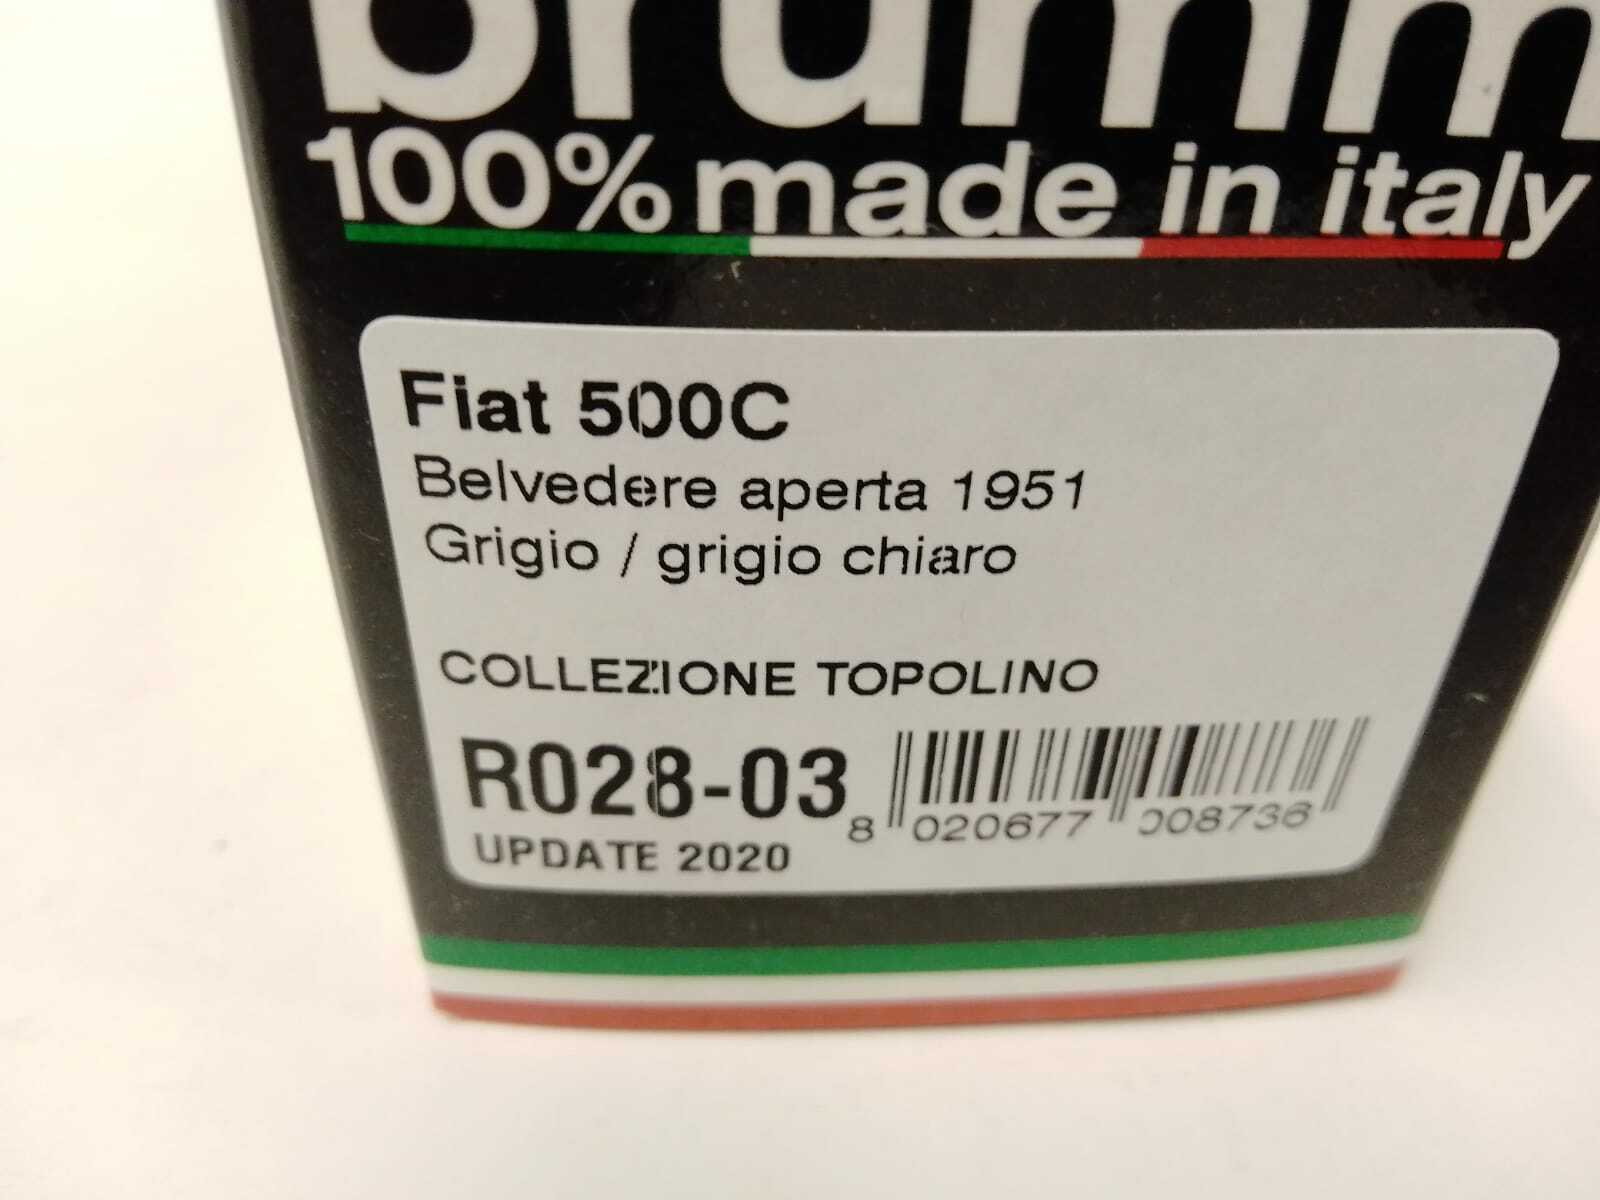 brumm
100% made in italy
Fiat 500C
Belvedere aperta 1951
Grigio / grigio chiaro
COLLEZIONE TOPOLINO
R028-03
8 020677 008736
UPDATE 2020